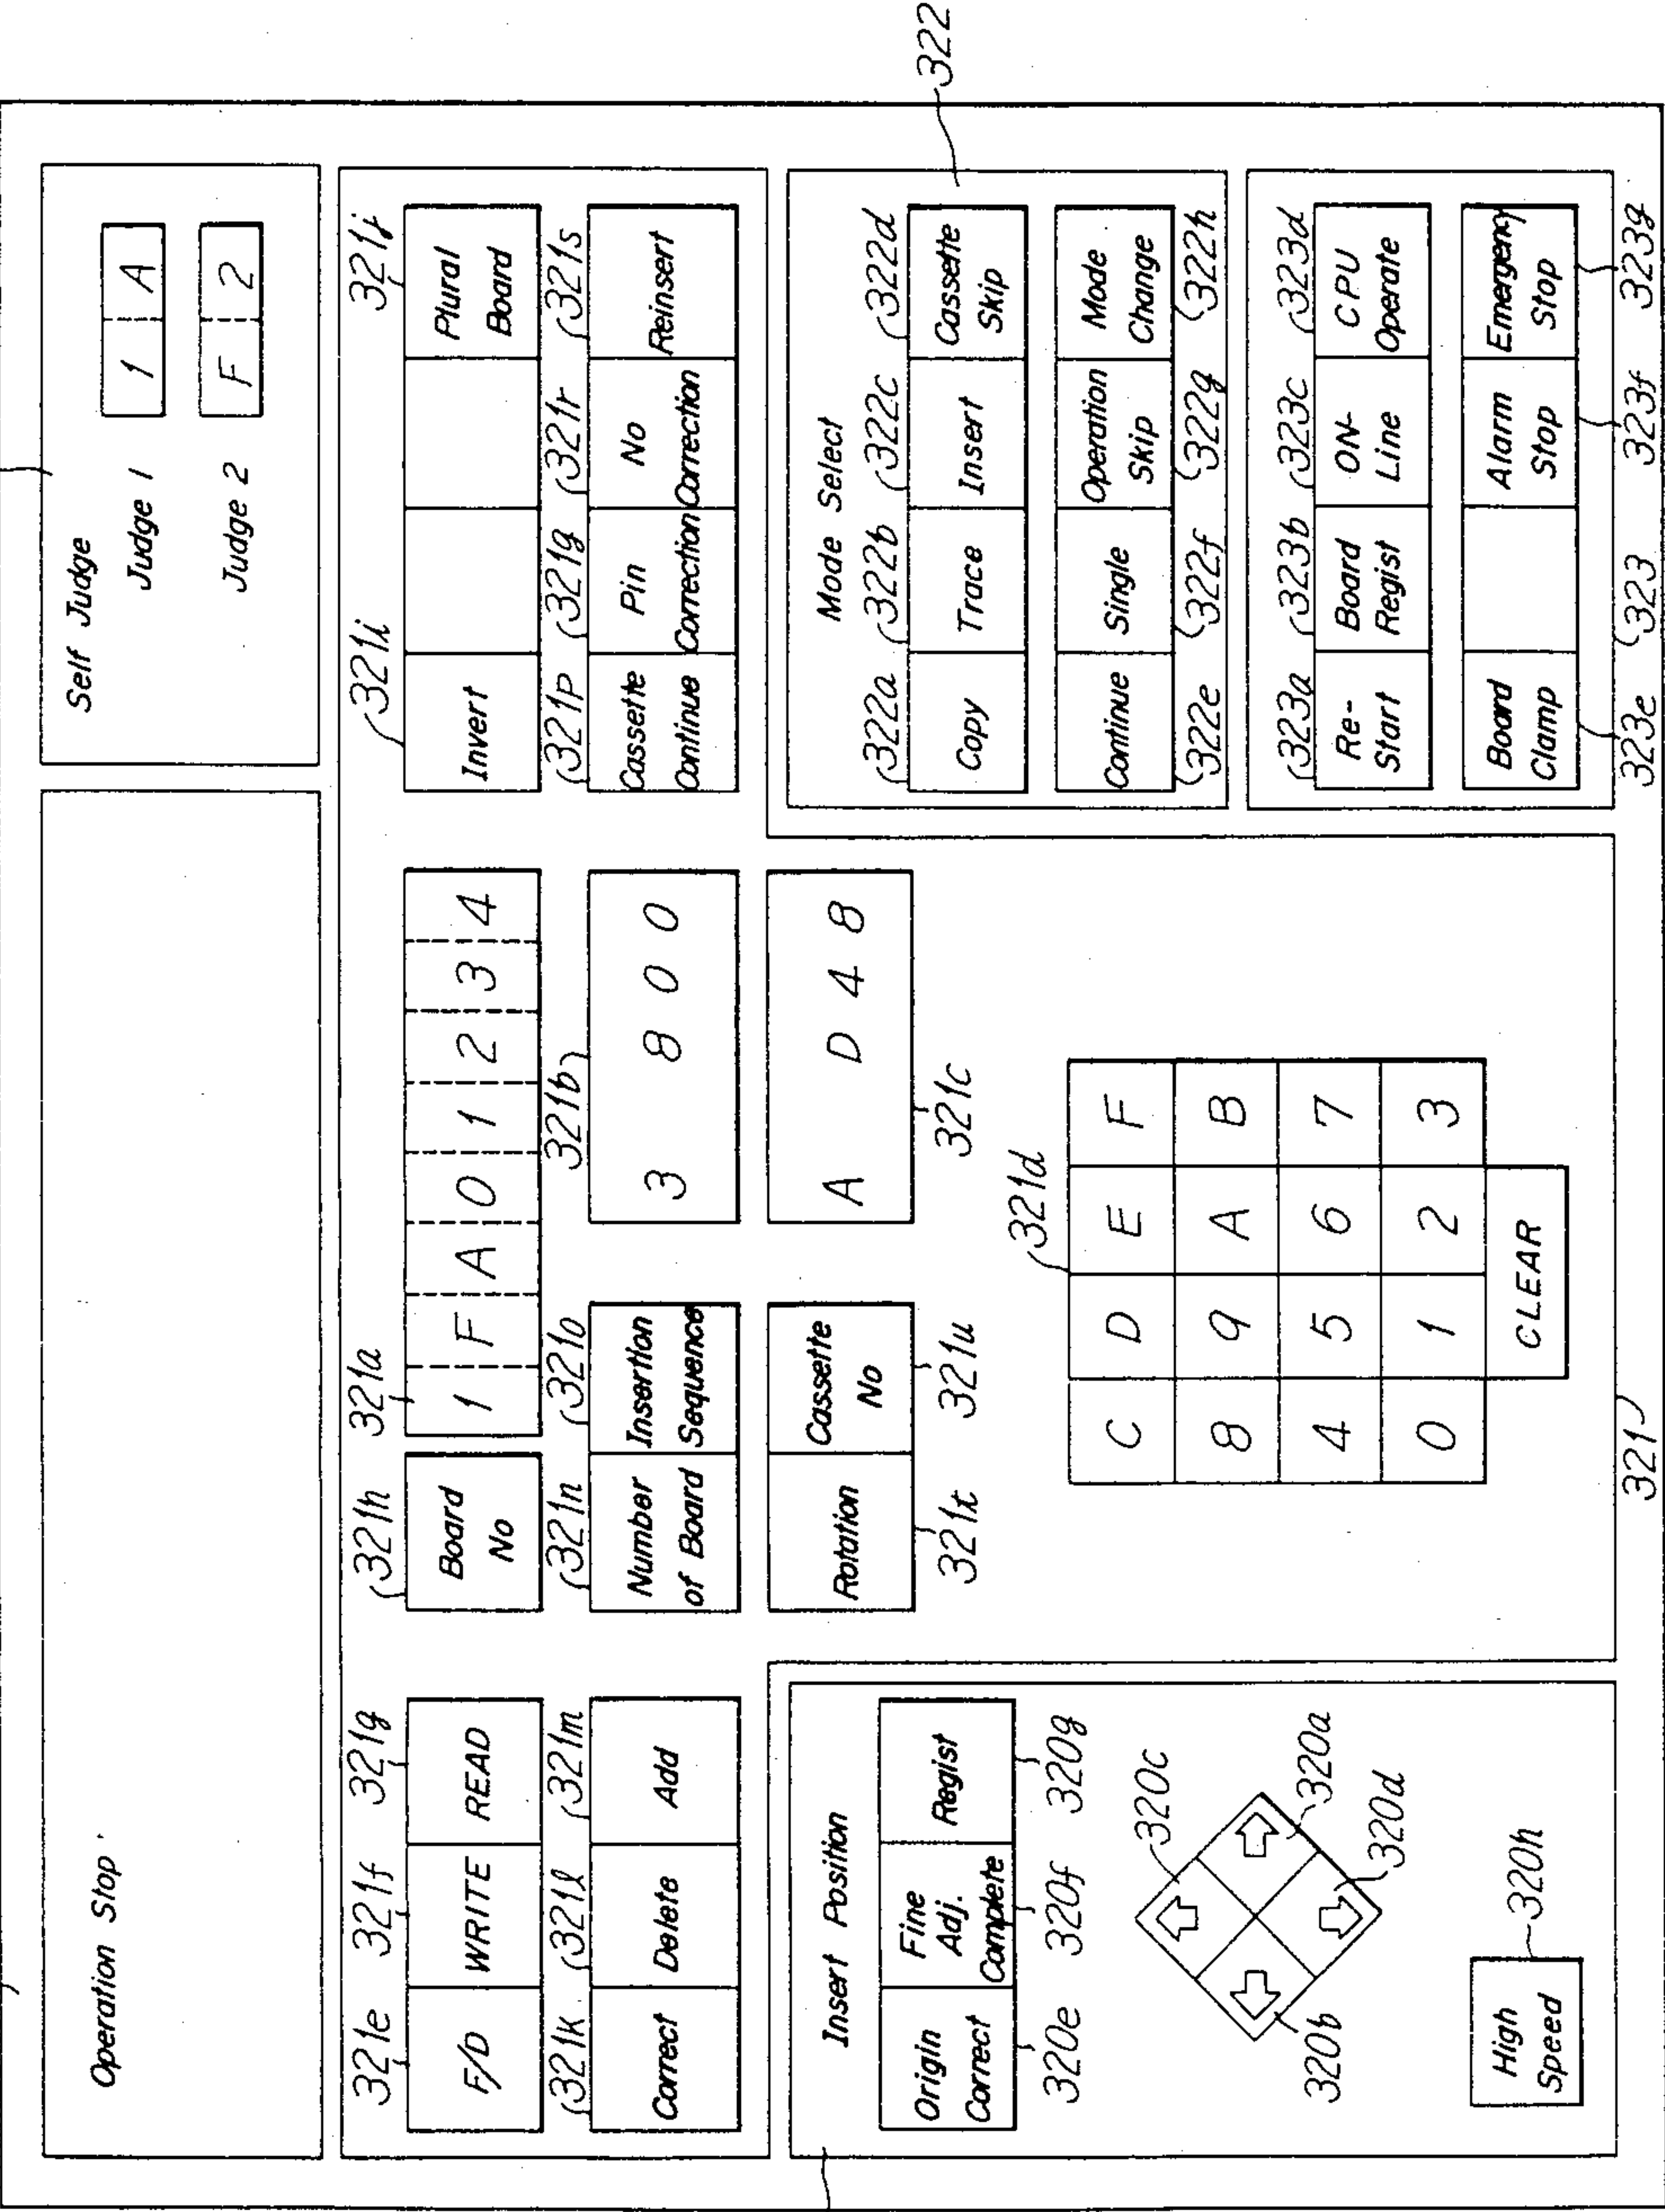 Operation Stop
Self Judge
Judge 1 1 A
Judge 2 F 2
321e 321f 321g 321h 321a 321i 321j
F/D WRITE READ Board No 1 F A 0 1 2 3 4 Invert Plural Board
321k 321l 321m 321n 321o 321b 321p 321q 321r 321s
Correct Delete Add Number of Board Insertion Sequence 3 8 0 0 Cassette Continue Pin Correction No Correction Reinsert
Rotation Cassette No A D 4 8
321t 321u 321c
321d
C D E F
8 9 A B
4 5 6 7
0 1 2 3
CLEAR
321
Insert Position
Origin Correct Fine Adj. Complete Regist
320e 320f 320g
320c
320a
320b 320d
High Speed 320h
Mode Select
322
322a 322b 322c 322d
Copy Trace Insert Cassette Skip
Continue Single Operation Skip Mode Change
322e 322f 322g 322h
323a 323b 323c 323d
Re-Start Board Regist ON-Line CPU Operate
Board Clamp Alarm Stop Emergency Stop
323e 323 323f 323g